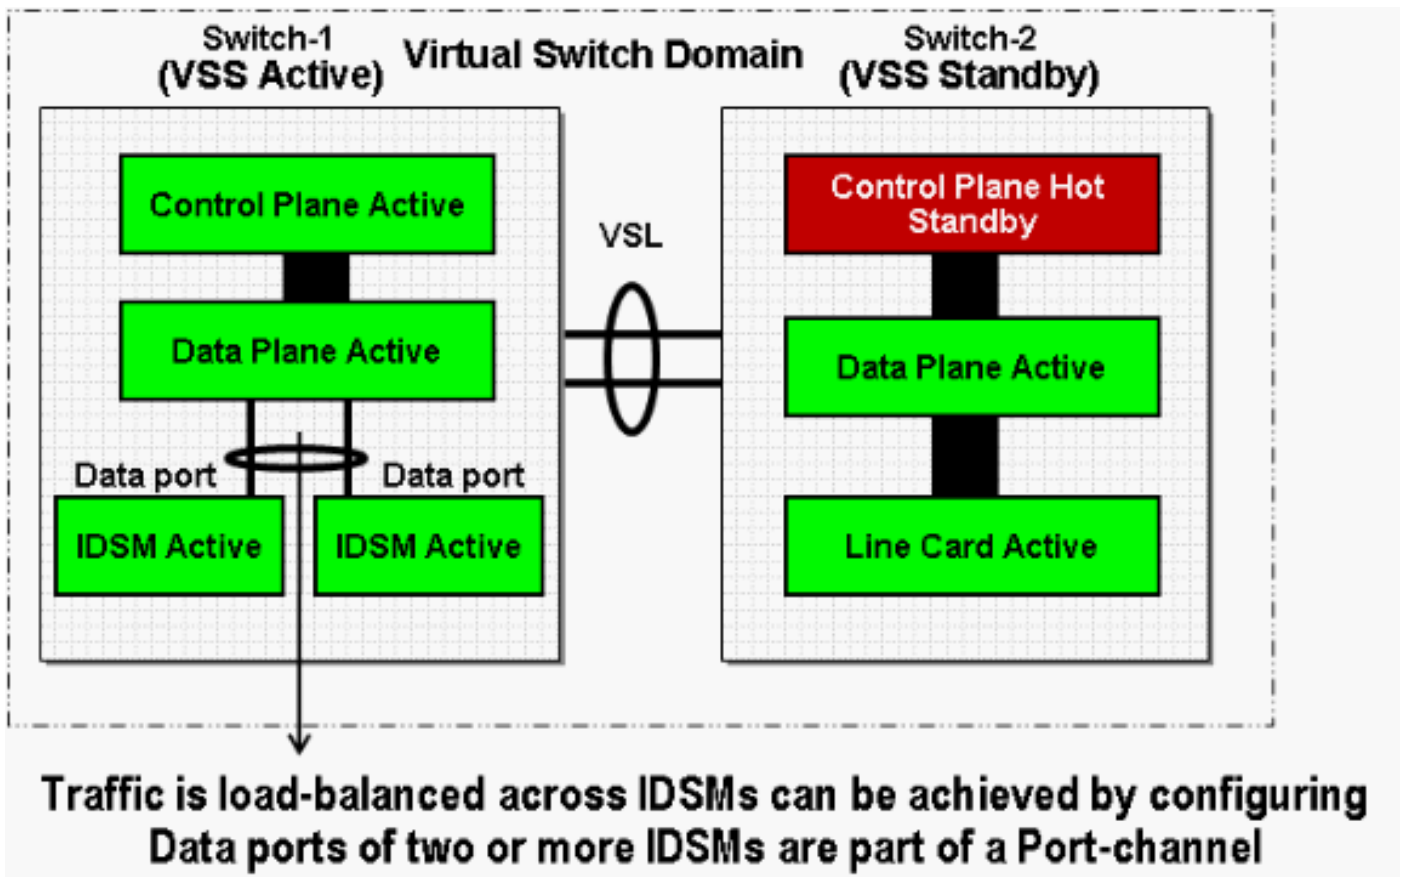 Switch-1
(VSS Active)
Virtual Switch Domain
Switch-2
(VSS Standby)
Control Plane Active
Data Plane Active
Data port
Data port
IDSM Active
IDSM Active
VSL
Control Plane Hot
Standby
Data Plane Active
Line Card Active
Traffic is load-balanced across IDSMs can be achieved by configuring
Data ports of two or more IDSMs are part of a Port-channel